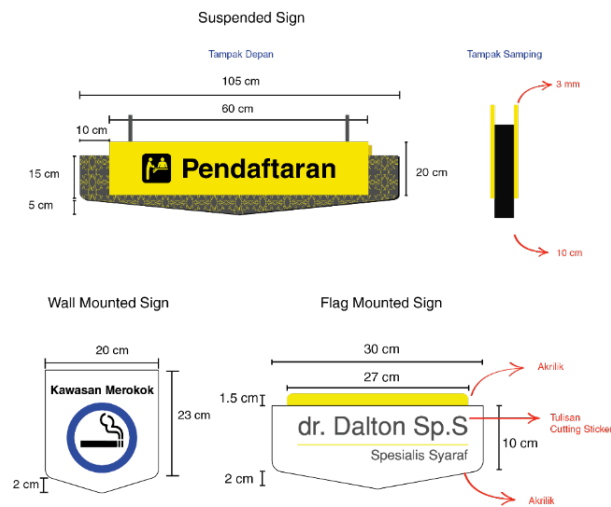 Suspended Sign
Tampak Depan
Tampak Samping
105 cm
3 mm
60 cm
10 cm
Pendaftaran
15 cm
20 cm
5 cm
10 cm
Wall Mounted Sign
Flag Mounted Sign
20 cm
30 cm
Akrilik
27 cm
Kawasan Merokok
1.5 cm
23 cm
dr. Dalton Sp.S
Tulisan
Cutting Sticker
10 cm
Spesialis Syaraf
2 cm
2 cm
Akrilik